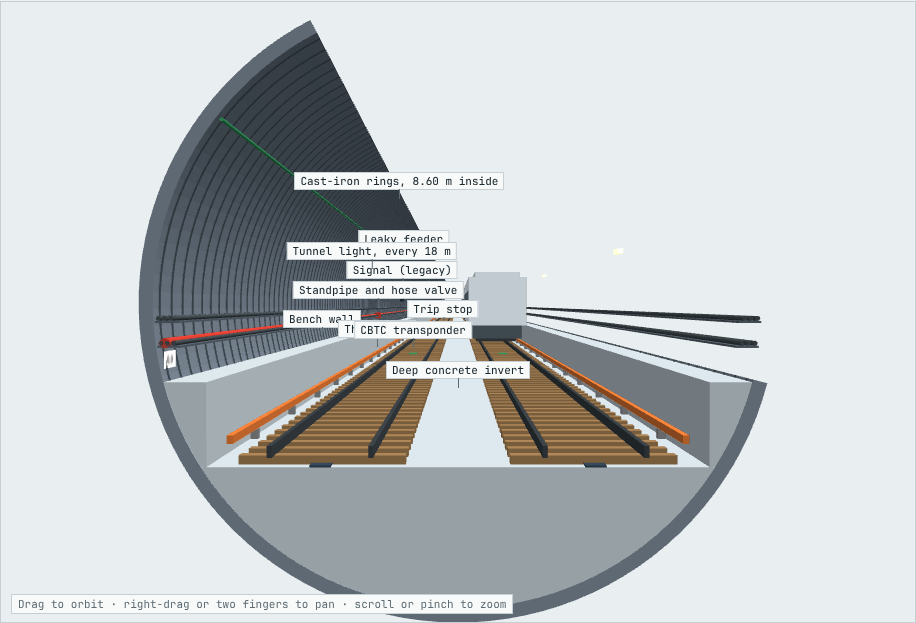 Cast-iron rings, 8.60 m inside
Leaky feeder
Tunnel light, every 18 m
Signal (legacy)
Standpipe and hose valve
Trip stop
Bench wall
CBTC transponder
Deep concrete invert
Drag to orbit · right-drag or two fingers to pan · scroll or pinch to zoom